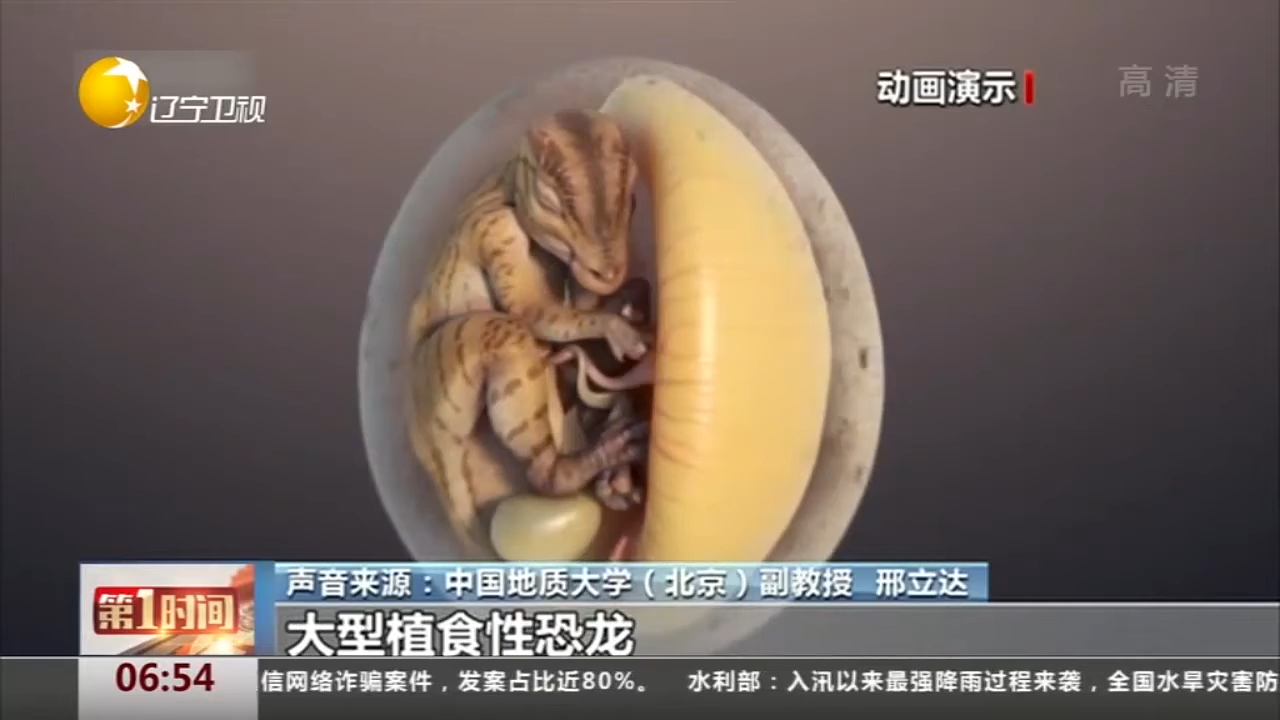 辽宁卫视
动画演示
高清
声音来源：中国地质大学（北京）副教授 邢立达
第1时间
大型植食性恐龙
06:54
信网络诈骗案件，发案占比近80%。 水利部：入汛以来最强降雨过程来袭，全国水旱灾害防